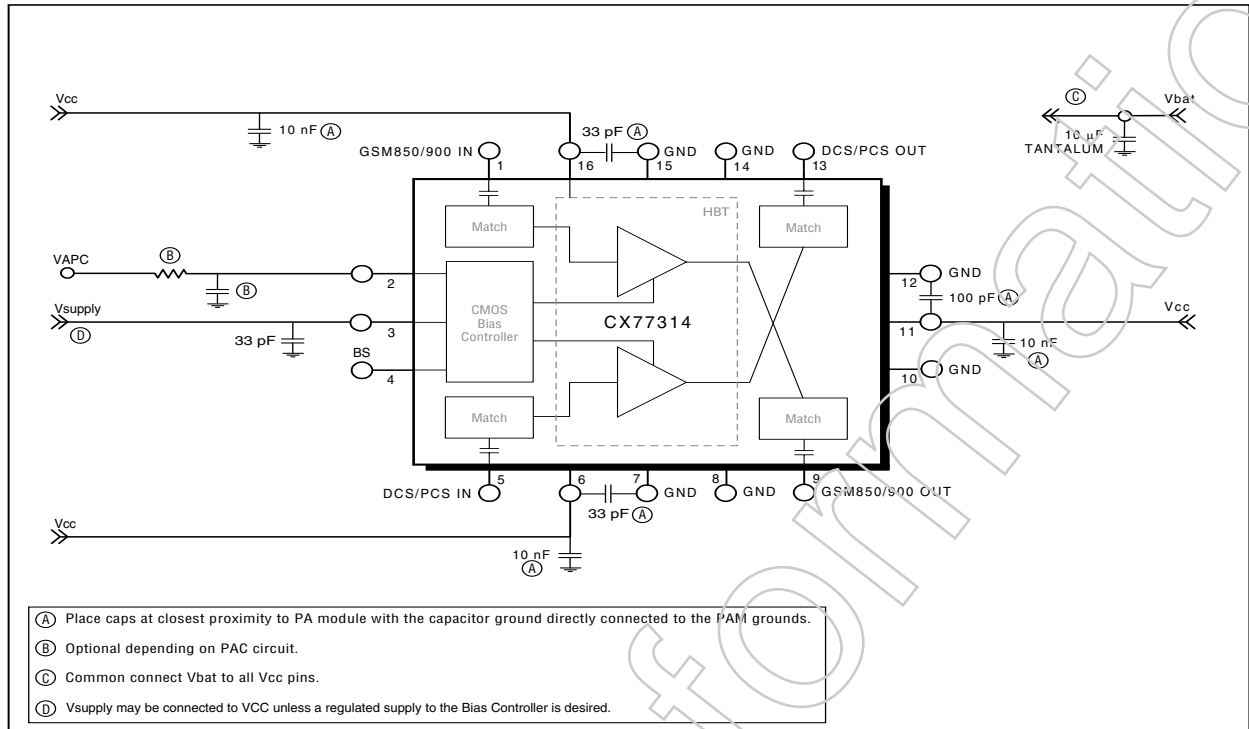 Vcc
10 nF A
33 pF A
C
Vbat
10 µF
TANTALUM
GSM850/900 IN
1
16
GND
15
GND
14
DCS/PCS OUT
13
HBT
Match
Match
VAPC
B
B
2
CMOS
Bias
Controller
CX77314
12
GND
100 pF A
Vsupply
D
33 pF
3
11
Vcc
10 nF
A
BS
4
10
GND
Match
Match
5
DCS/PCS IN
6
7
GND
33 pF A
8
GND
9
GSM850/900 OUT
Vcc
10 nF
A
A Place caps at closest proximity to PA module with the capacitor ground directly connected to the PAM grounds.
B Optional depending on PAC circuit.
C Common connect Vbat to all Vcc pins.
D Vsupply may be connected to VCC unless a regulated supply to the Bias Controller is desired.
formatio